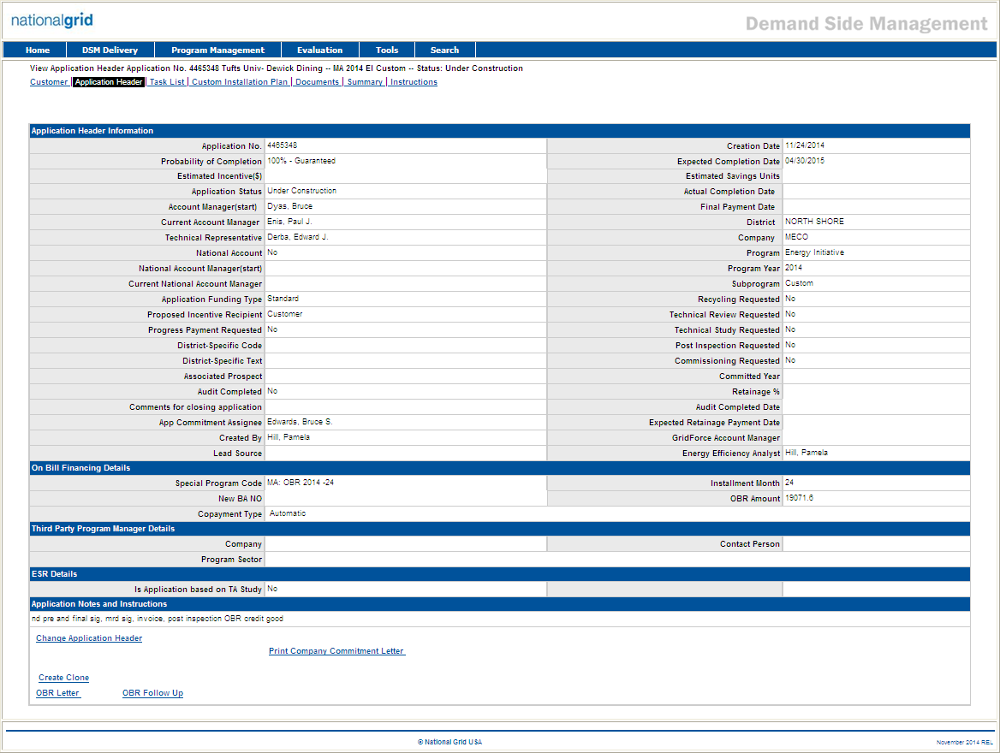 nationalgrid
Demand Side Management
Home DSM Delivery Program Management Evaluation Tools Search
View Application Header Application No. 4465348 Tufts Univ- Dewick Dining -- MA 2014 EI Custom -- Status: Under Construction
Customer | Application Header | Task List | Custom Installation Plan | Documents | Summary | Instructions
Application Header Information
Application No. 4465348 Creation Date 11/24/2014
Probability of Completion 100% - Guaranteed Expected Completion Date 04/30/2015
Estimated Incentive($) Estimated Savings Units
Application Status Under Construction Actual Completion Date
Account Manager(start) Dyas, Bruce Final Payment Date
Current Account Manager Enis, Paul J. District NORTH SHORE
Technical Representative Derba, Edward J. Company MECO
National Account No Program Energy Initiative
National Account Manager(start) Program Year 2014
Current National Account Manager Subprogram Custom
Application Funding Type Standard Recycling Requested No
Proposed Incentive Recipient Customer Technical Review Requested No
Progress Payment Requested No Technical Study Requested No
District-Specific Code Post Inspection Requested No
District-Specific Text Commissioning Requested No
Associated Prospect Committed Year
Audit Completed No Retainage %
Comments for closing application Audit Completed Date
App Commitment Assignee Edwards, Bruce S. Expected Retainage Payment Date
Created By Hill, Pamela GridForce Account Manager
Lead Source Energy Efficiency Analyst Hill, Pamela
On Bill Financing Details
Special Program Code MA: OBR 2014 -24 Installment Month 24
New BA NO OBR Amount 19071.6
Copayment Type Automatic
Third Party Program Manager Details
Company Contact Person
Program Sector
ESR Details
Is Application based on TA Study No
Application Notes and Instructions
nd pre and final sig, mrd sig, invoice, post inspection OBR credit good
Change Application Header
Print Company Commitment Letter
Create Clone
OBR Letter OBR Follow Up
© National Grid USA
November 2014 REL